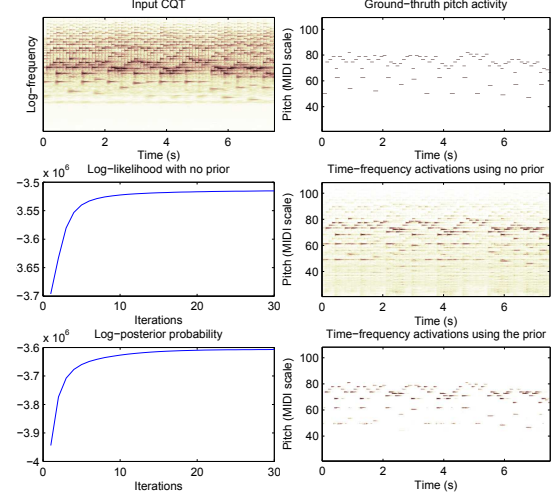 Input CQT
Log−frequency
0 2 4 6
Time (s)
Ground−thruth pitch activity
Pitch (MIDI scale)
100
80
60
40
0 2 4 6
Time (s)
Log−likelihood with no prior
x 10^6
−3.5
−3.55
−3.6
−3.65
−3.7
0 10 20 30
Iterations
Time−frequency activations using no prior
Pitch (MIDI scale)
100
80
60
40
0 2 4 6
Time (s)
Log−posterior probability
x 10^6
−3.6
−3.7
−3.8
−3.9
−4
0 10 20 30
Iterations
Time−frequency activations using the prior
Pitch (MIDI scale)
100
80
60
40
0 2 4 6
Time (s)